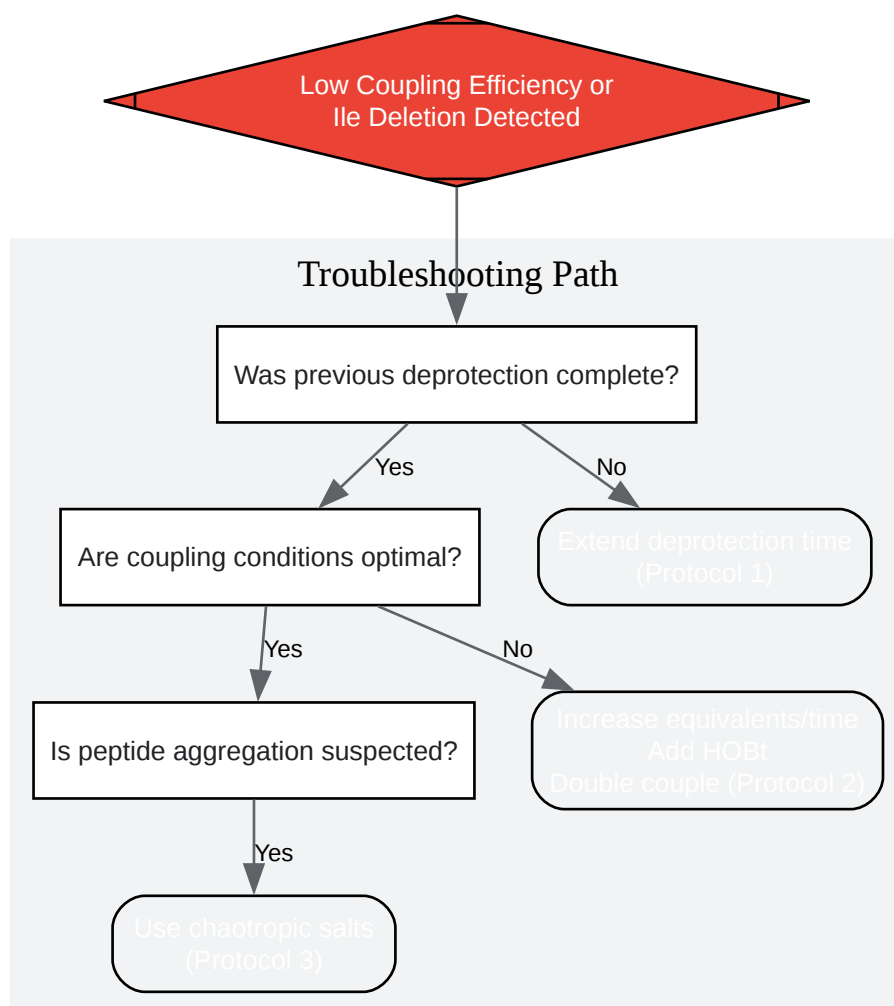 Low Coupling Efficiency or
Ile Deletion Detected
Troubleshooting Path
Was previous deprotection complete?
Yes
No
Are coupling conditions optimal?
Extend deprotection time
(Protocol 1)
Yes
No
Is peptide aggregation suspected?
Increase equivalents/time
Add HOBt
Double couple (Protocol 2)
Yes
Use chaotropic salts
(Protocol 3)